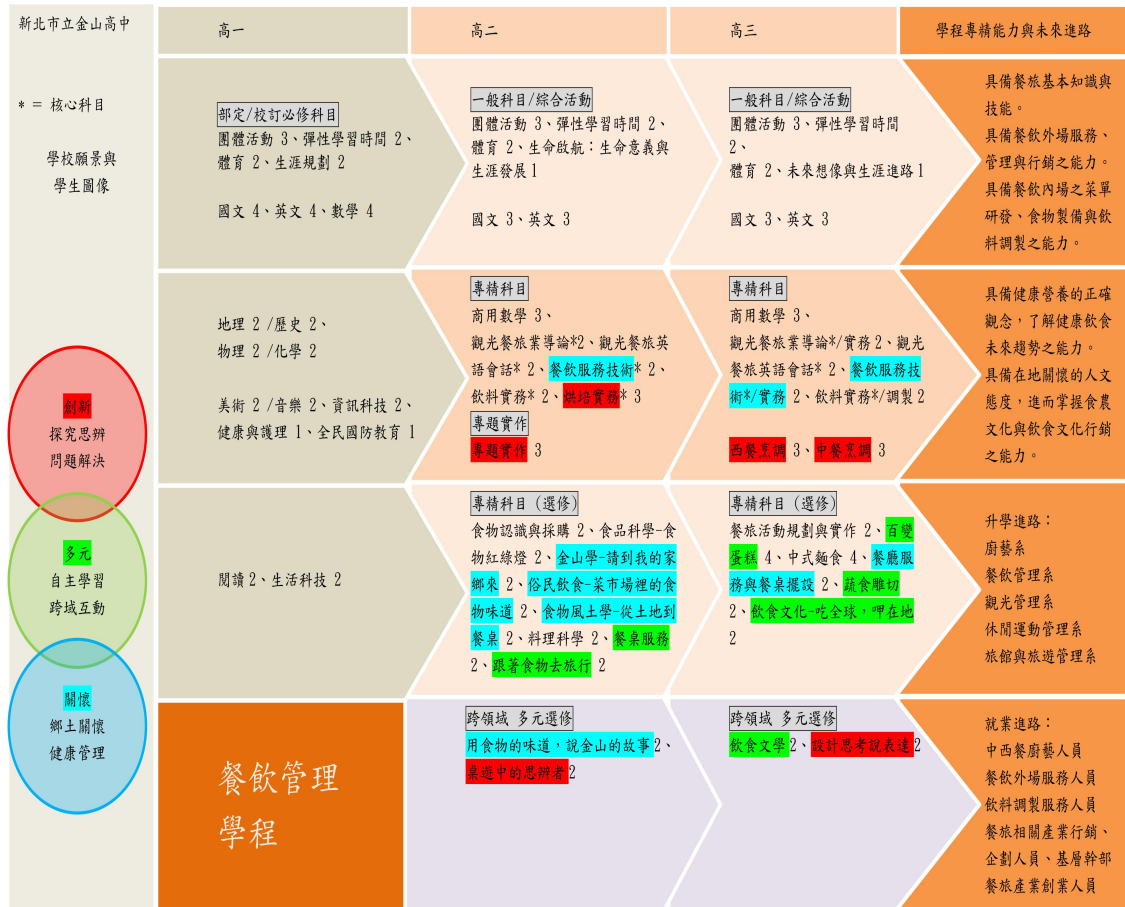 新北市立金山高中
高一
高二
高三
學程專精能力與未來進路
* = 核心科目
學校願景與
學生圖像
創新
探究思辨
問題解決
多元
自主學習
跨域互動
關懷
鄉土關懷
健康管理
部定/校訂必修科目
團體活動 3、彈性學習時間 2、
體育 2、生涯規劃 2
國文 4、英文 4、數學 4
一般科目/綜合活動
團體活動 3、彈性學習時間 2、
體育 2、生命啟航：生命意義與
生涯發展 1
國文 3、英文 3
一般科目/綜合活動
團體活動 3、彈性學習時間
2、
體育 2、未來想像與生涯進路 1
國文 3、英文 3
具備餐旅基本知識與
技能。
具備餐飲外場服務、
管理與行銷之能力。
具備餐飲內場之菜單
研發、食物製備與飲
料調製之能力。
地理 2 /歷史 2、
物理 2 /化學 2
美術 2 /音樂 2、資訊科技 2、
健康與護理 1、全民國防教育 1
專精科目
商用數學 3、
觀光餐旅業導論*2、觀光餐旅英
語會話* 2、餐飲服務技術* 2、
飲料實務* 2、烘培實務* 3
專題實作
專題實作 3
專精科目
商用數學 3、
觀光餐旅業導論*/實務 2、觀光
餐旅英語會話* 2、餐飲服務技
術*/實務 2、飲料實務*/調製 2
西餐烹調 3、中餐烹調 3
具備健康營養的正確
觀念，了解健康飲食
未來趨勢之能力。
具備在地關懷的人文
態度，進而掌握食農
文化與飲食文化行銷
之能力。
閱讀 2、生活科技 2
專精科目 (選修)
食物認識與採購 2、食品科學-食
物紅綠燈 2、金山學-請到我的家
鄉來 2、俗民飲食-菜市場裡的食
物味道 2、食物風土學-從土地到
餐桌 2、料理科學 2、餐桌服務
2、跟著食物去旅行 2
專精科目 (選修)
餐旅活動規劃與實作 2、百變
蛋糕 4、中式麵食 4、餐廳服
務與餐桌擺設 2、蔬食雕切
2、飲食文化-吃全球，呷在地
2
升學進路：
廚藝系
餐飲管理系
觀光管理系
休閒運動管理系
旅館與旅遊管理系
餐飲管理
學程
跨領域 多元選修
用食物的味道，說金山的故事 2、
桌遊中的思辨者 2
跨領域 多元選修
飲食文學 2、設計思考說表達 2
就業進路：
中西餐廚藝人員
餐飲外場服務人員
飲料調製服務人員
餐旅相關產業行銷、
企劃人員、基層幹部
餐旅產業創業人員